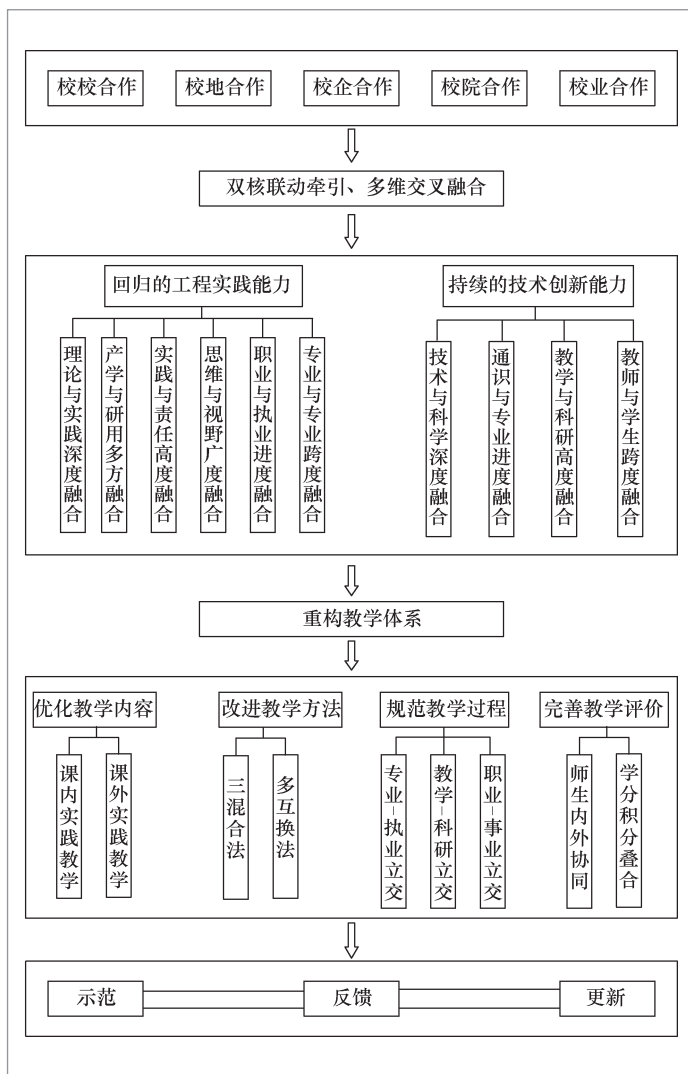 校校合作
校地合作
校企合作
校院合作
校业合作
双核联动牵引、多维交叉融合
回归的工程实践能力
持续的技术创新能力
理论与实践深度融合
产学与研用多方融合
实践与责任高度融合
思维与视野广度融合
职业与执业进度融合
专业与专业跨度融合
技术与科学深度融合
通识与专业进度融合
教学与科研高度融合
教师与学生跨度融合
重构教学体系
优化教学内容
改进教学方法
规范教学过程
完善教学评价
课内实践教学
课外实践教学
三混合法
多互换法
专业–执业立交
教学–科研立交
职业–事业立交
师生内外协同
学分积分叠合
示范
反馈
更新